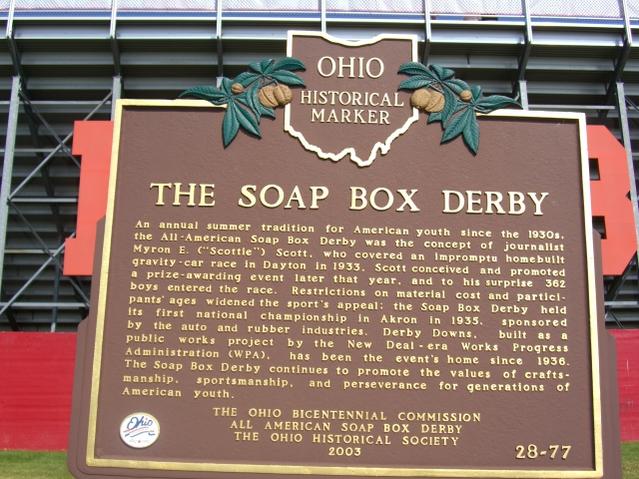 OHIO
HISTORICAL
MARKER
THE SOAP BOX DERBY
An annual summer tradition for American youth since the 1930s,
the All-American Soap Box Derby was the concept of journalist
Myron E. ("Scottie") Scott, who covered an impromptu homebuilt
gravity-car race in Dayton in 1933. Scott conceived and promoted
a prize-awarding event later that year, and to his surprise 362
boys entered the race. Restrictions on material cost and partici-
pants' ages widened the sport's appeal; the Soap Box Derby held
its first national championship in Akron in 1935, sponsored
by the auto and rubber industries. Derby Downs, built as a
public works project by the New Deal-era Works Progress
Administration (WPA), has been the event's home since 1936.
The Soap Box Derby continues to promote the values of crafts-
manship, sportsmanship, and perseverance for generations of
American youth.
THE OHIO BICENTENNIAL COMMISSION
ALL AMERICAN SOAP BOX DERBY
THE OHIO HISTORICAL SOCIETY
2003
28-77
Ohio